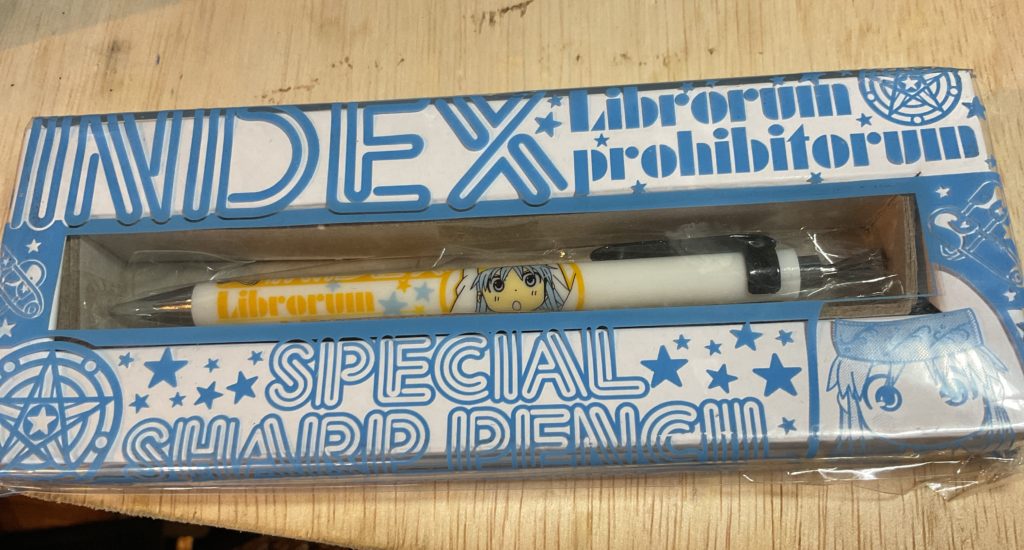 INDEX
Librorum
prohibitorum
Librorum
SPECIAL
SHARP PENCIL